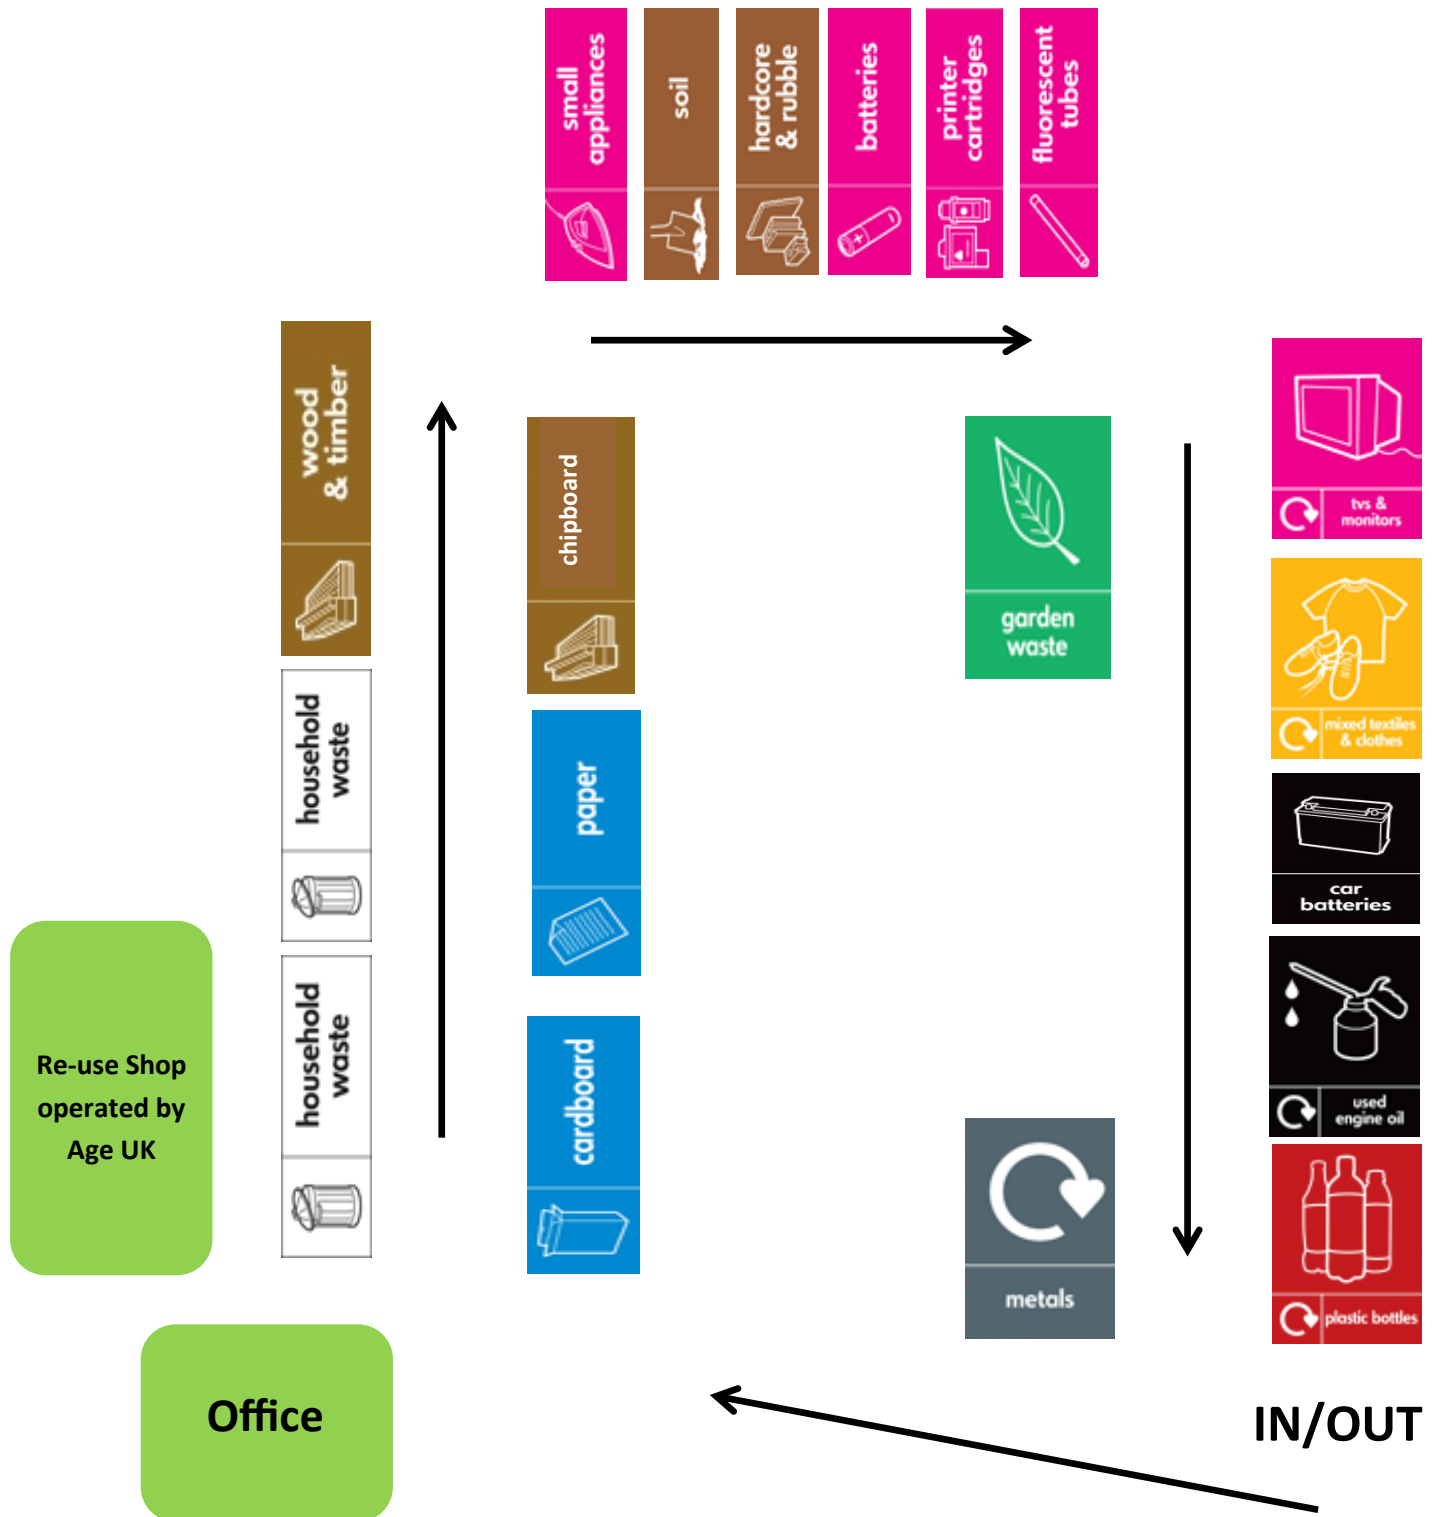 small
appliances
soil
hardcore
& rubble
batteries
printer
cartridges
fluorescent
tubes
wood
& timber
chipboard
garden
waste
tvs &
monitors
household
waste
paper
mixed textiles
& clothes
car
batteries
Re-use Shop
operated by
Age UK
household
waste
cardboard
used
engine oil
metals
plastic bottles
Office
IN/OUT